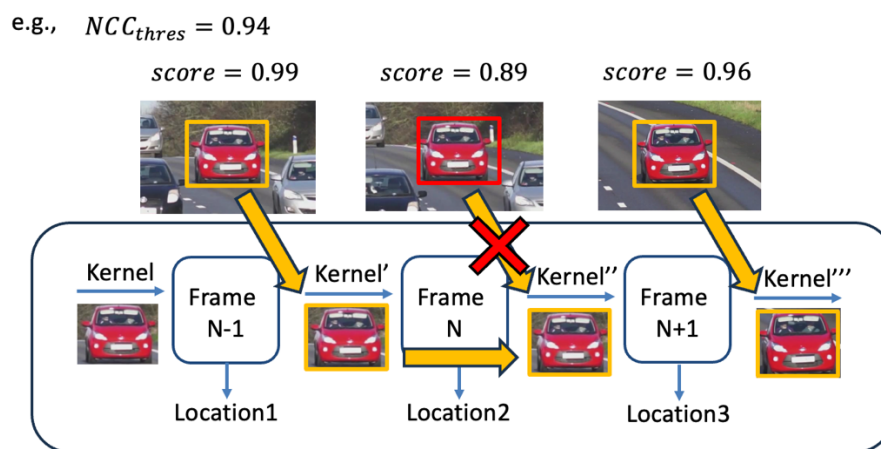 e.g., NCC_thres = 0.94
score = 0.99 score = 0.89 score = 0.96
Kernel Kernel' Kernel'' Kernel'''
Frame N-1
Frame N
Frame N+1
Location1 Location2 Location3